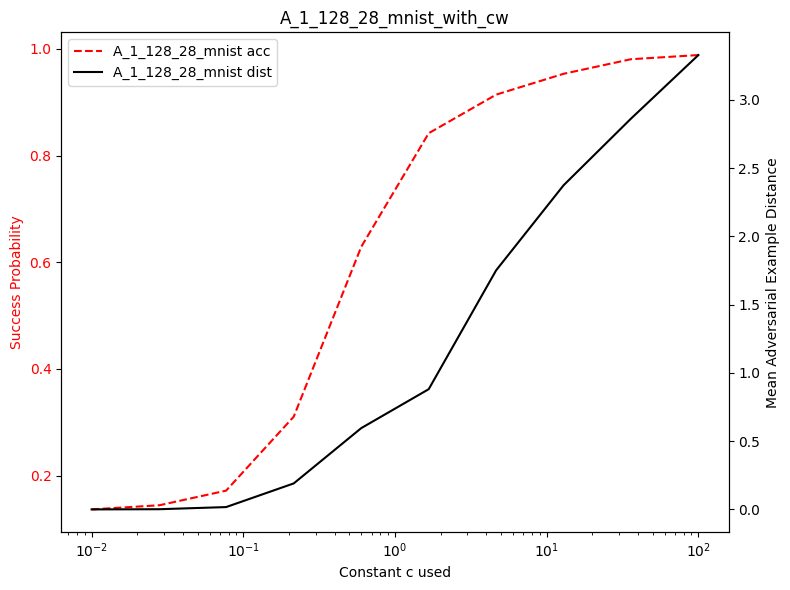 A_1_128_28_mnist_with_cw
A_1_128_28_mnist acc
A_1_128_28_mnist dist
Success Probability
1.0
0.8
0.6
0.4
0.2
Mean Adversarial Example Distance
3.0
2.5
2.0
1.5
1.0
0.5
0.0
10⁻² 10⁻¹ 10⁰ 10¹ 10²
Constant c used